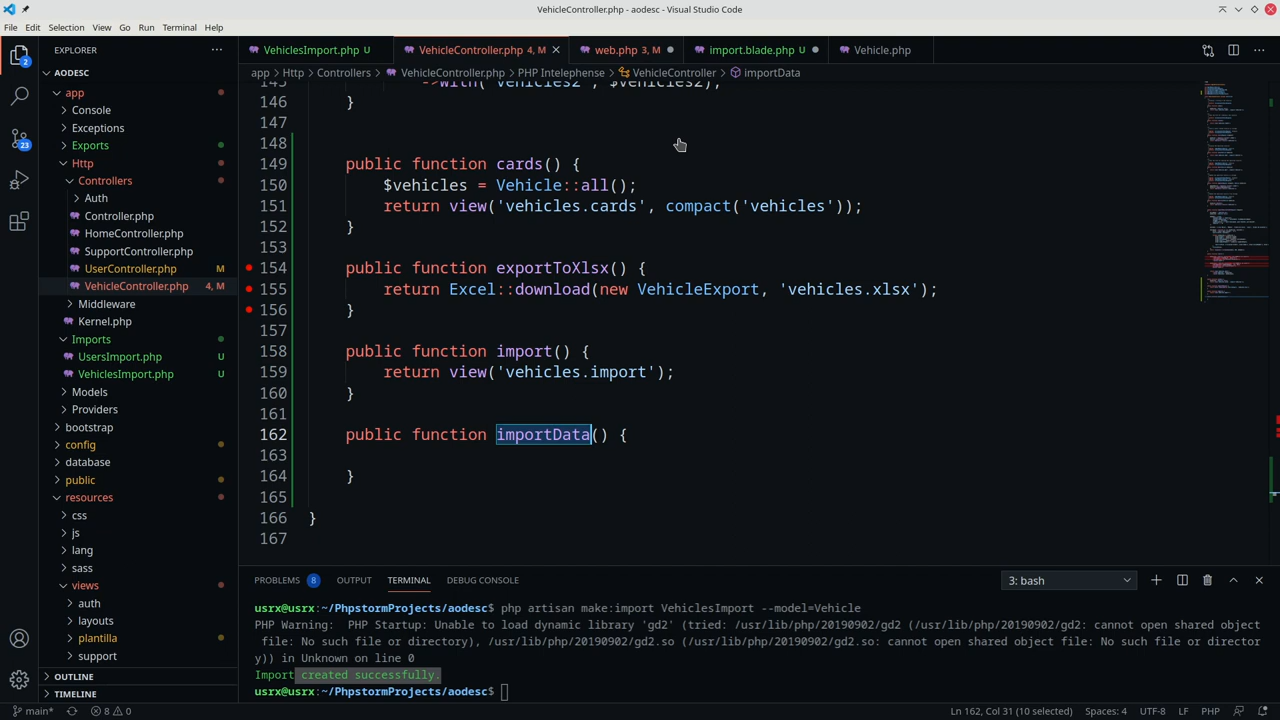 VehicleController.php - aodesc - Visual Studio Code
File Edit Selection View Go Run Terminal Help
EXPLORER
VehiclesImport.php U
VehicleController.php 4, M
web.php 3, M
import.blade.php U
Vehicle.php
AODESC
app > Http > Controllers > VehicleController.php > PHP Intelephense > VehicleController > importData
app
Console
Exceptions
Exports
Http
Controllers
Auth
Controller.php
HomeController.php
SupportController.php
UserController.php M
VehicleController.php 4, M
Middleware
Kernel.php
Imports
UsersImport.php U
VehiclesImport.php U
Models
Providers
bootstrap
config
database
public
resources
css
js
lang
sass
views
auth
layouts
plantilla
support
OUTLINE
TIMELINE
2
23
145 ->with('vehicles2', $vehicles2);
146 }
147
148
149 public function cards() {
150 $vehicles = Vehicle::all();
151 return view('vehicles.cards', compact('vehicles'));
152 }
153
154 public function exportToXlsx() {
155 return Excel::download(new VehicleExport, 'vehicles.xlsx');
156 }
157
158 public function import() {
159 return view('vehicles.import');
160 }
161
162 public function importData() {
163
164 }
165
166 }
167
PROBLEMS 8 OUTPUT TERMINAL DEBUG CONSOLE
3: bash
usrx@usrx:~/PhpstormProjects/aodesc$ php artisan make:import VehiclesImport --model=Vehicle
PHP Warning: PHP Startup: Unable to load dynamic library 'gd2' (tried: /usr/lib/php/20190902/gd2 (/usr/lib/php/20190902/gd2: cannot open shared object
file: No such file or directory), /usr/lib/php/20190902/gd2.so (/usr/lib/php/20190902/gd2.so: cannot open shared object file: No such file or director
y)) in Unknown on line 0
Import created successfully.
usrx@usrx:~/PhpstormProjects/aodesc$
main* 8 0 Ln 162, Col 31 (10 selected) Spaces: 4 UTF-8 LF PHP